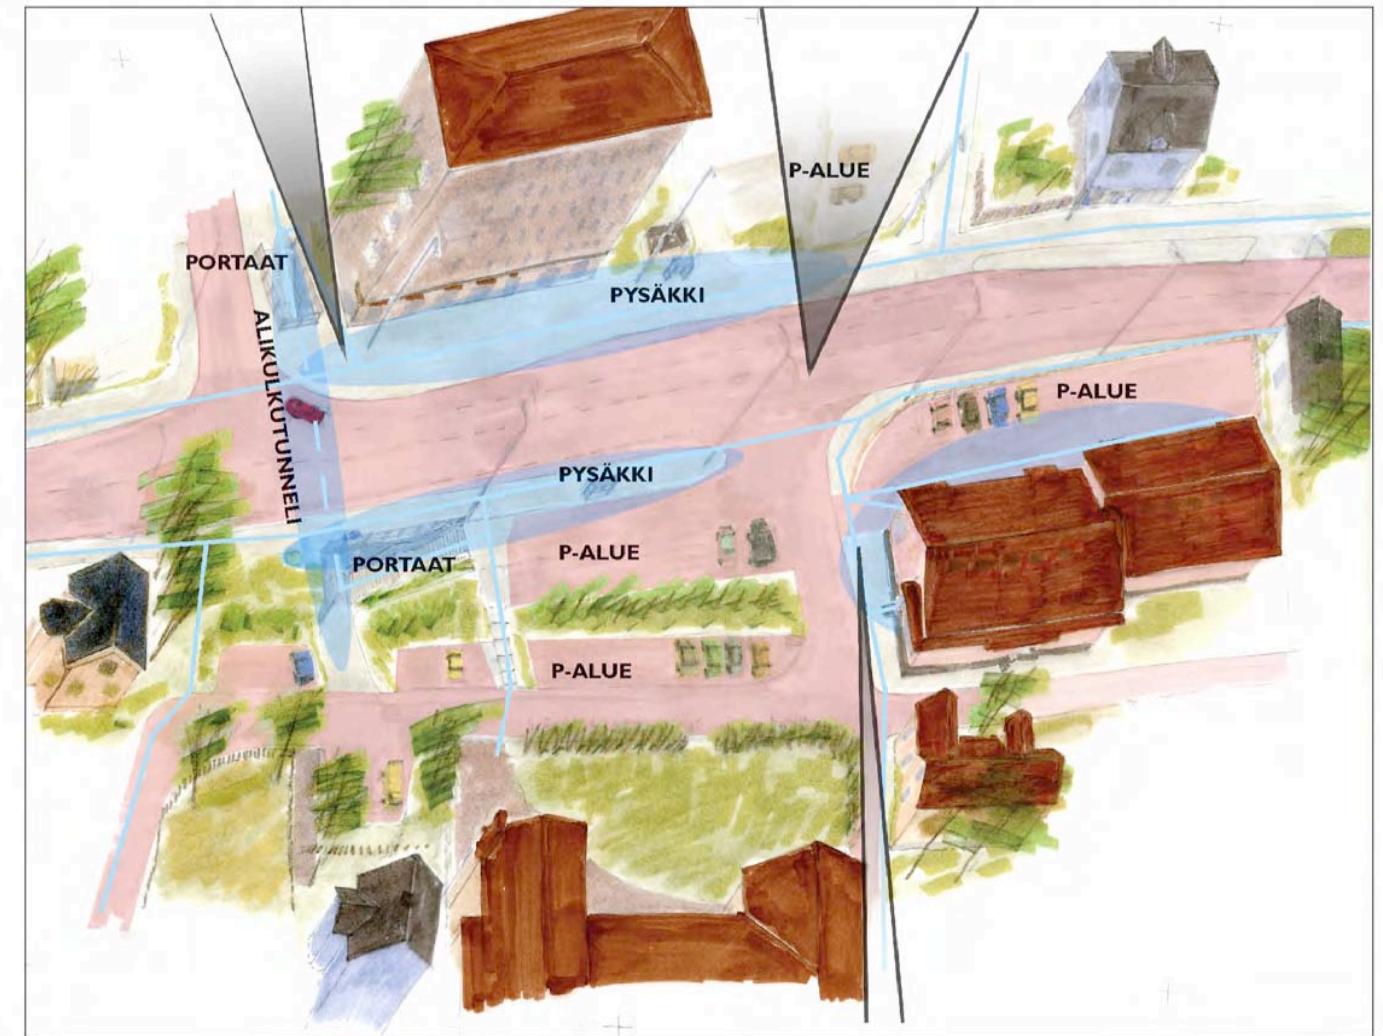 P-ALUE
PORTAAT
PYSÄKKI
ALIKULKUTUNNELI
P-ALUE
PYSÄKKI
P-ALUE
PORTAAT
P-ALUE